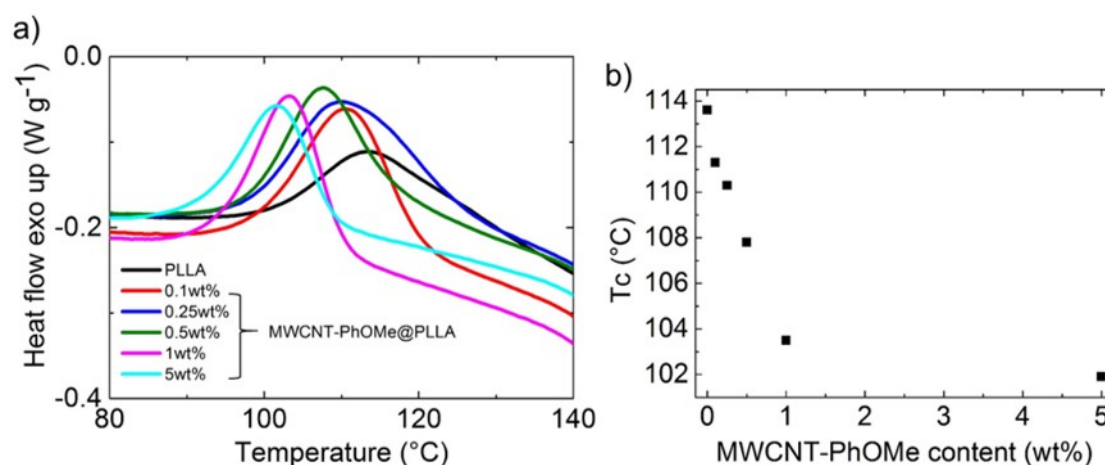 a)
Heat flow exo up (W g-1)
0.0
-0.2
-0.4
80
100
120
140
Temperature (°C)
PLLA
0.1wt%
0.25wt%
0.5wt%
1wt%
5wt%
MWCNT-PhOMe@PLLA
b)
Tc (°C)
114
112
110
108
106
104
102
0
1
2
3
4
5
MWCNT-PhOMe content (wt%)